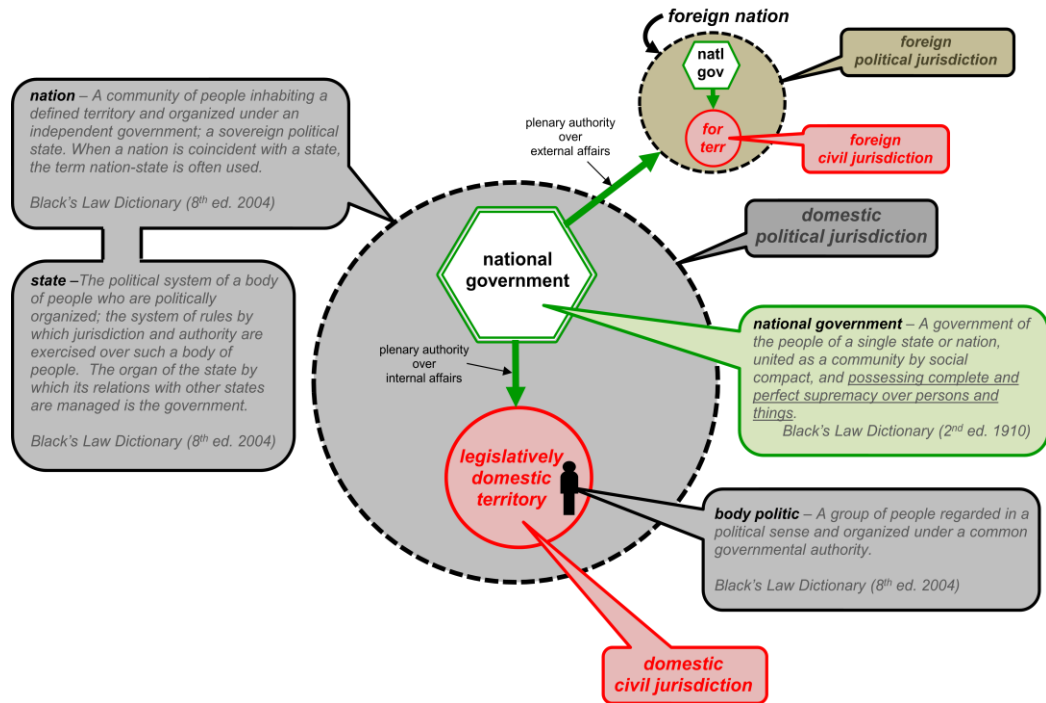 foreign nation
natl
gov
for
terr
foreign
political jurisdiction
foreign
civil jurisdiction
nation – A community of people inhabiting a
defined territory and organized under an
independent government; a sovereign political
state. When a nation is coincident with a state,
the term nation-state is often used.
Black's Law Dictionary (8th ed. 2004)
plenary authority
over
external affairs
domestic
political jurisdiction
state –The political system of a body
of people who are politically
organized; the system of rules by
which jurisdiction and authority are
exercised over such a body of
people. The organ of the state by
which its relations with other states
are managed is the government.
Black's Law Dictionary (8th ed. 2004)
national
government
plenary authority
over
internal affairs
national government – A government of
the people of a single state or nation,
united as a community by social
compact, and possessing complete and
perfect supremacy over persons and
things.
Black's Law Dictionary (2nd ed. 1910)
legislatively
domestic
territory
body politic – A group of people regarded in a
political sense and organized under a common
governmental authority.
Black's Law Dictionary (8th ed. 2004)
domestic
civil jurisdiction